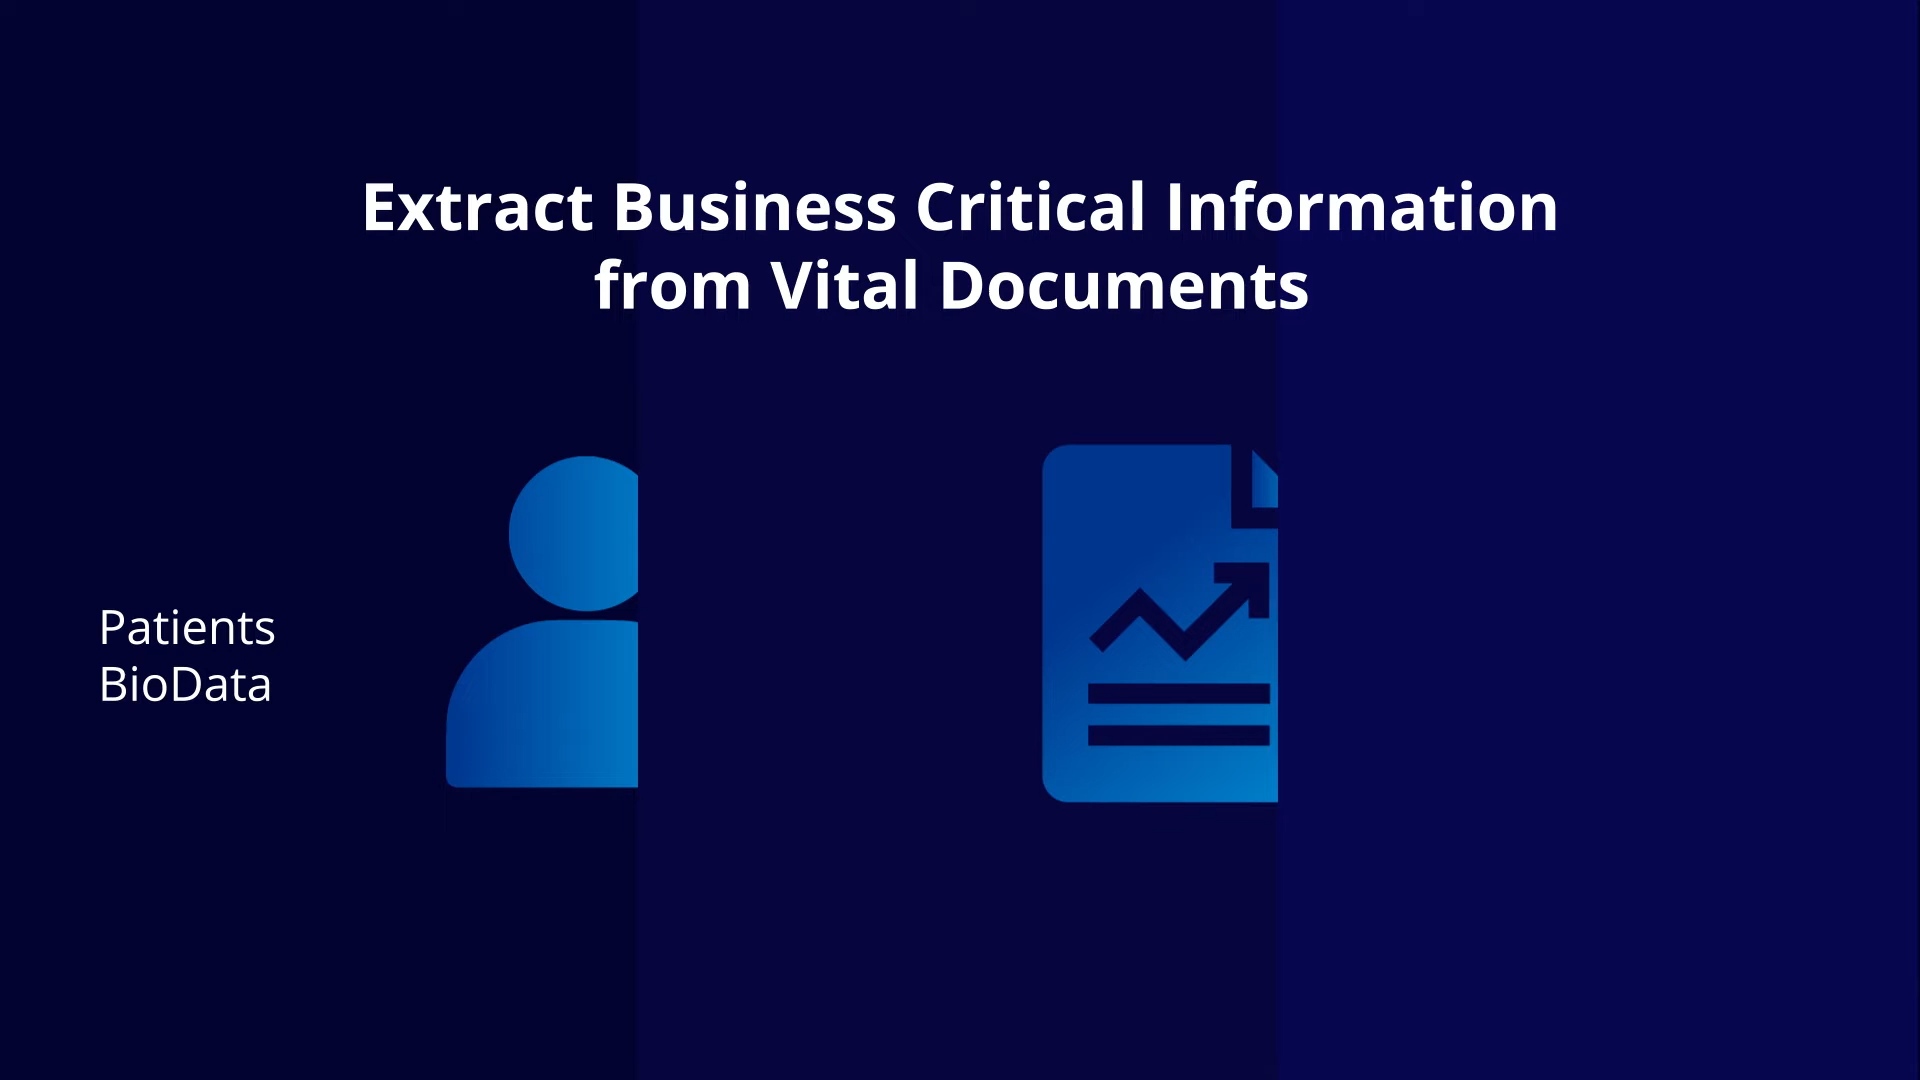 Extract Business Critical Information
from Vital Documents
Patients
BioData